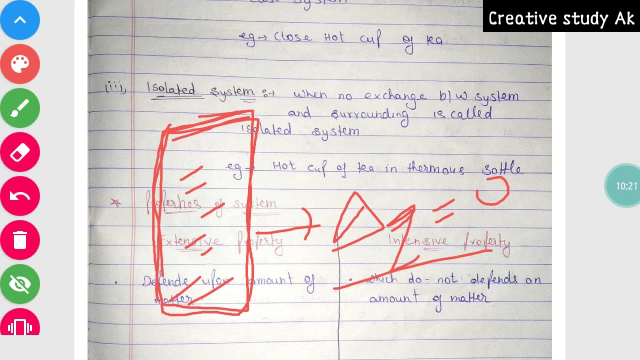 Creative study Ak
close system
eg→ Close Hot cup of tea
(iii) Isolated system :→ when no exchange b/w system
and surrounding is called
isolated system
eg→ Hot cup of tea in thermous bottle
* Properties of system
Extensive Property Intensive Property
• Depends upon amount of matter
• which do-not depends on amount of matter
10:21